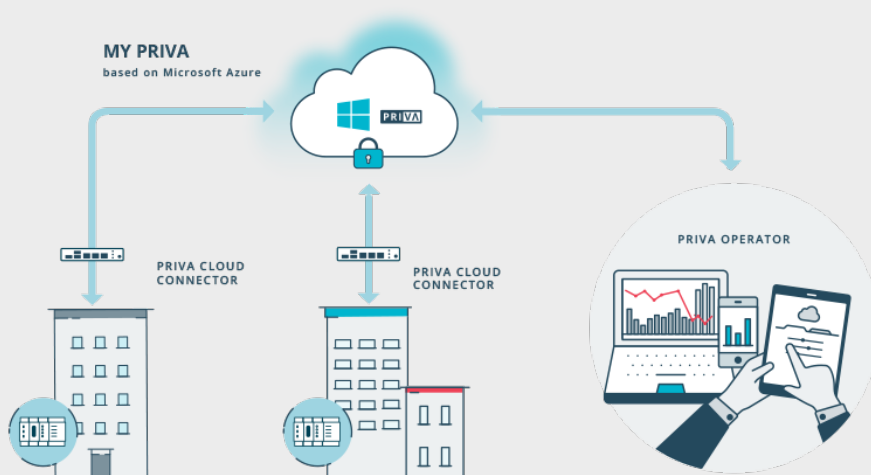 MY PRIVA
based on Microsoft Azure
PRIVA
PRIVA OPERATOR
PRIVA CLOUD
CONNECTOR
PRIVA CLOUD
CONNECTOR